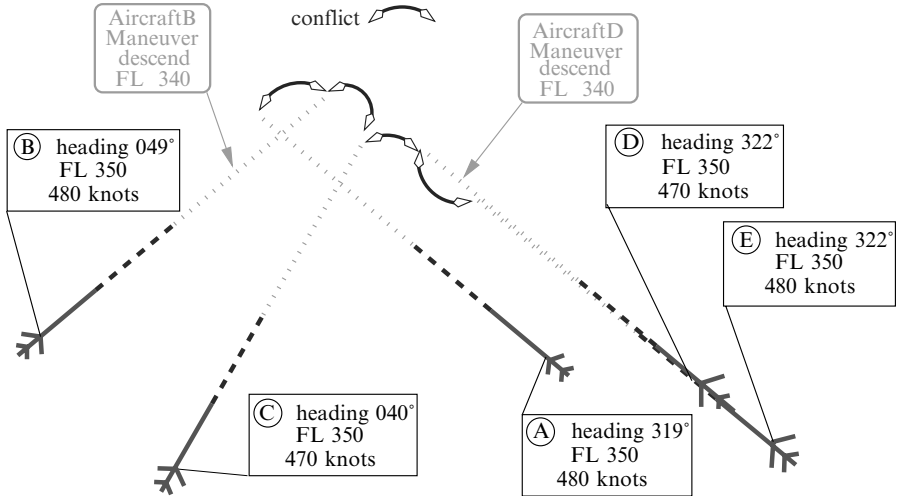 conflict
AircraftB
Maneuver
descend
FL 340
AircraftD
Maneuver
descend
FL 340
B heading 049°
FL 350
480 knots
D heading 322°
FL 350
470 knots
E heading 322°
FL 350
480 knots
C heading 040°
FL 350
470 knots
A heading 319°
FL 350
480 knots